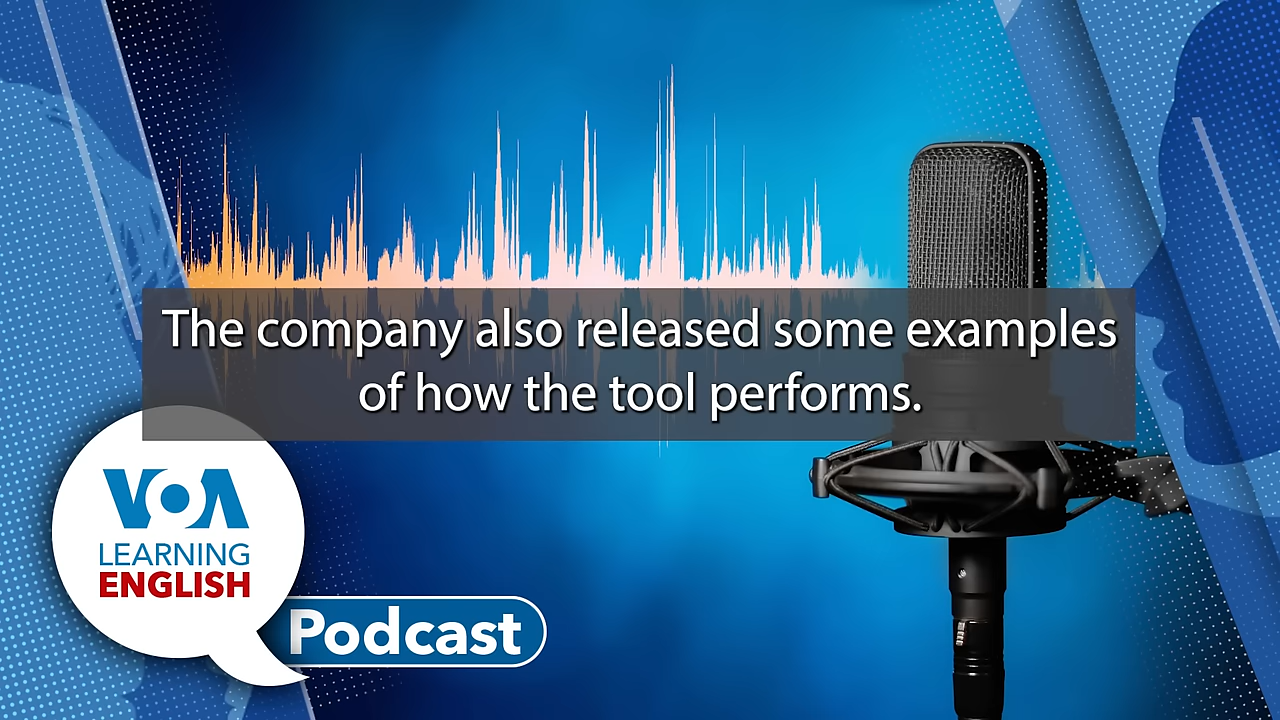 The company also released some examples
of how the tool performs.
VOA
LEARNING
ENGLISH
Podcast